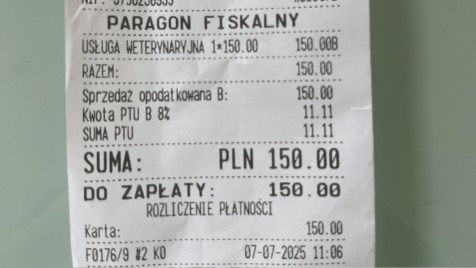 PARAGON FISKALNY
USŁUGA WETERYNARYJNA 1*150.00 150.00B
RAZEM: 150.00
Sprzedaż opodatkowana B: 150.00
Kwota PTU B 8% 11.11
SUMA PTU 11.11
SUMA: PLN 150.00
DO ZAPŁATY: 150.00
ROZLICZENIE PŁATNOŚCI
Karta: 150.00
F0176/9 #2 K0 07-07-2025 11:06